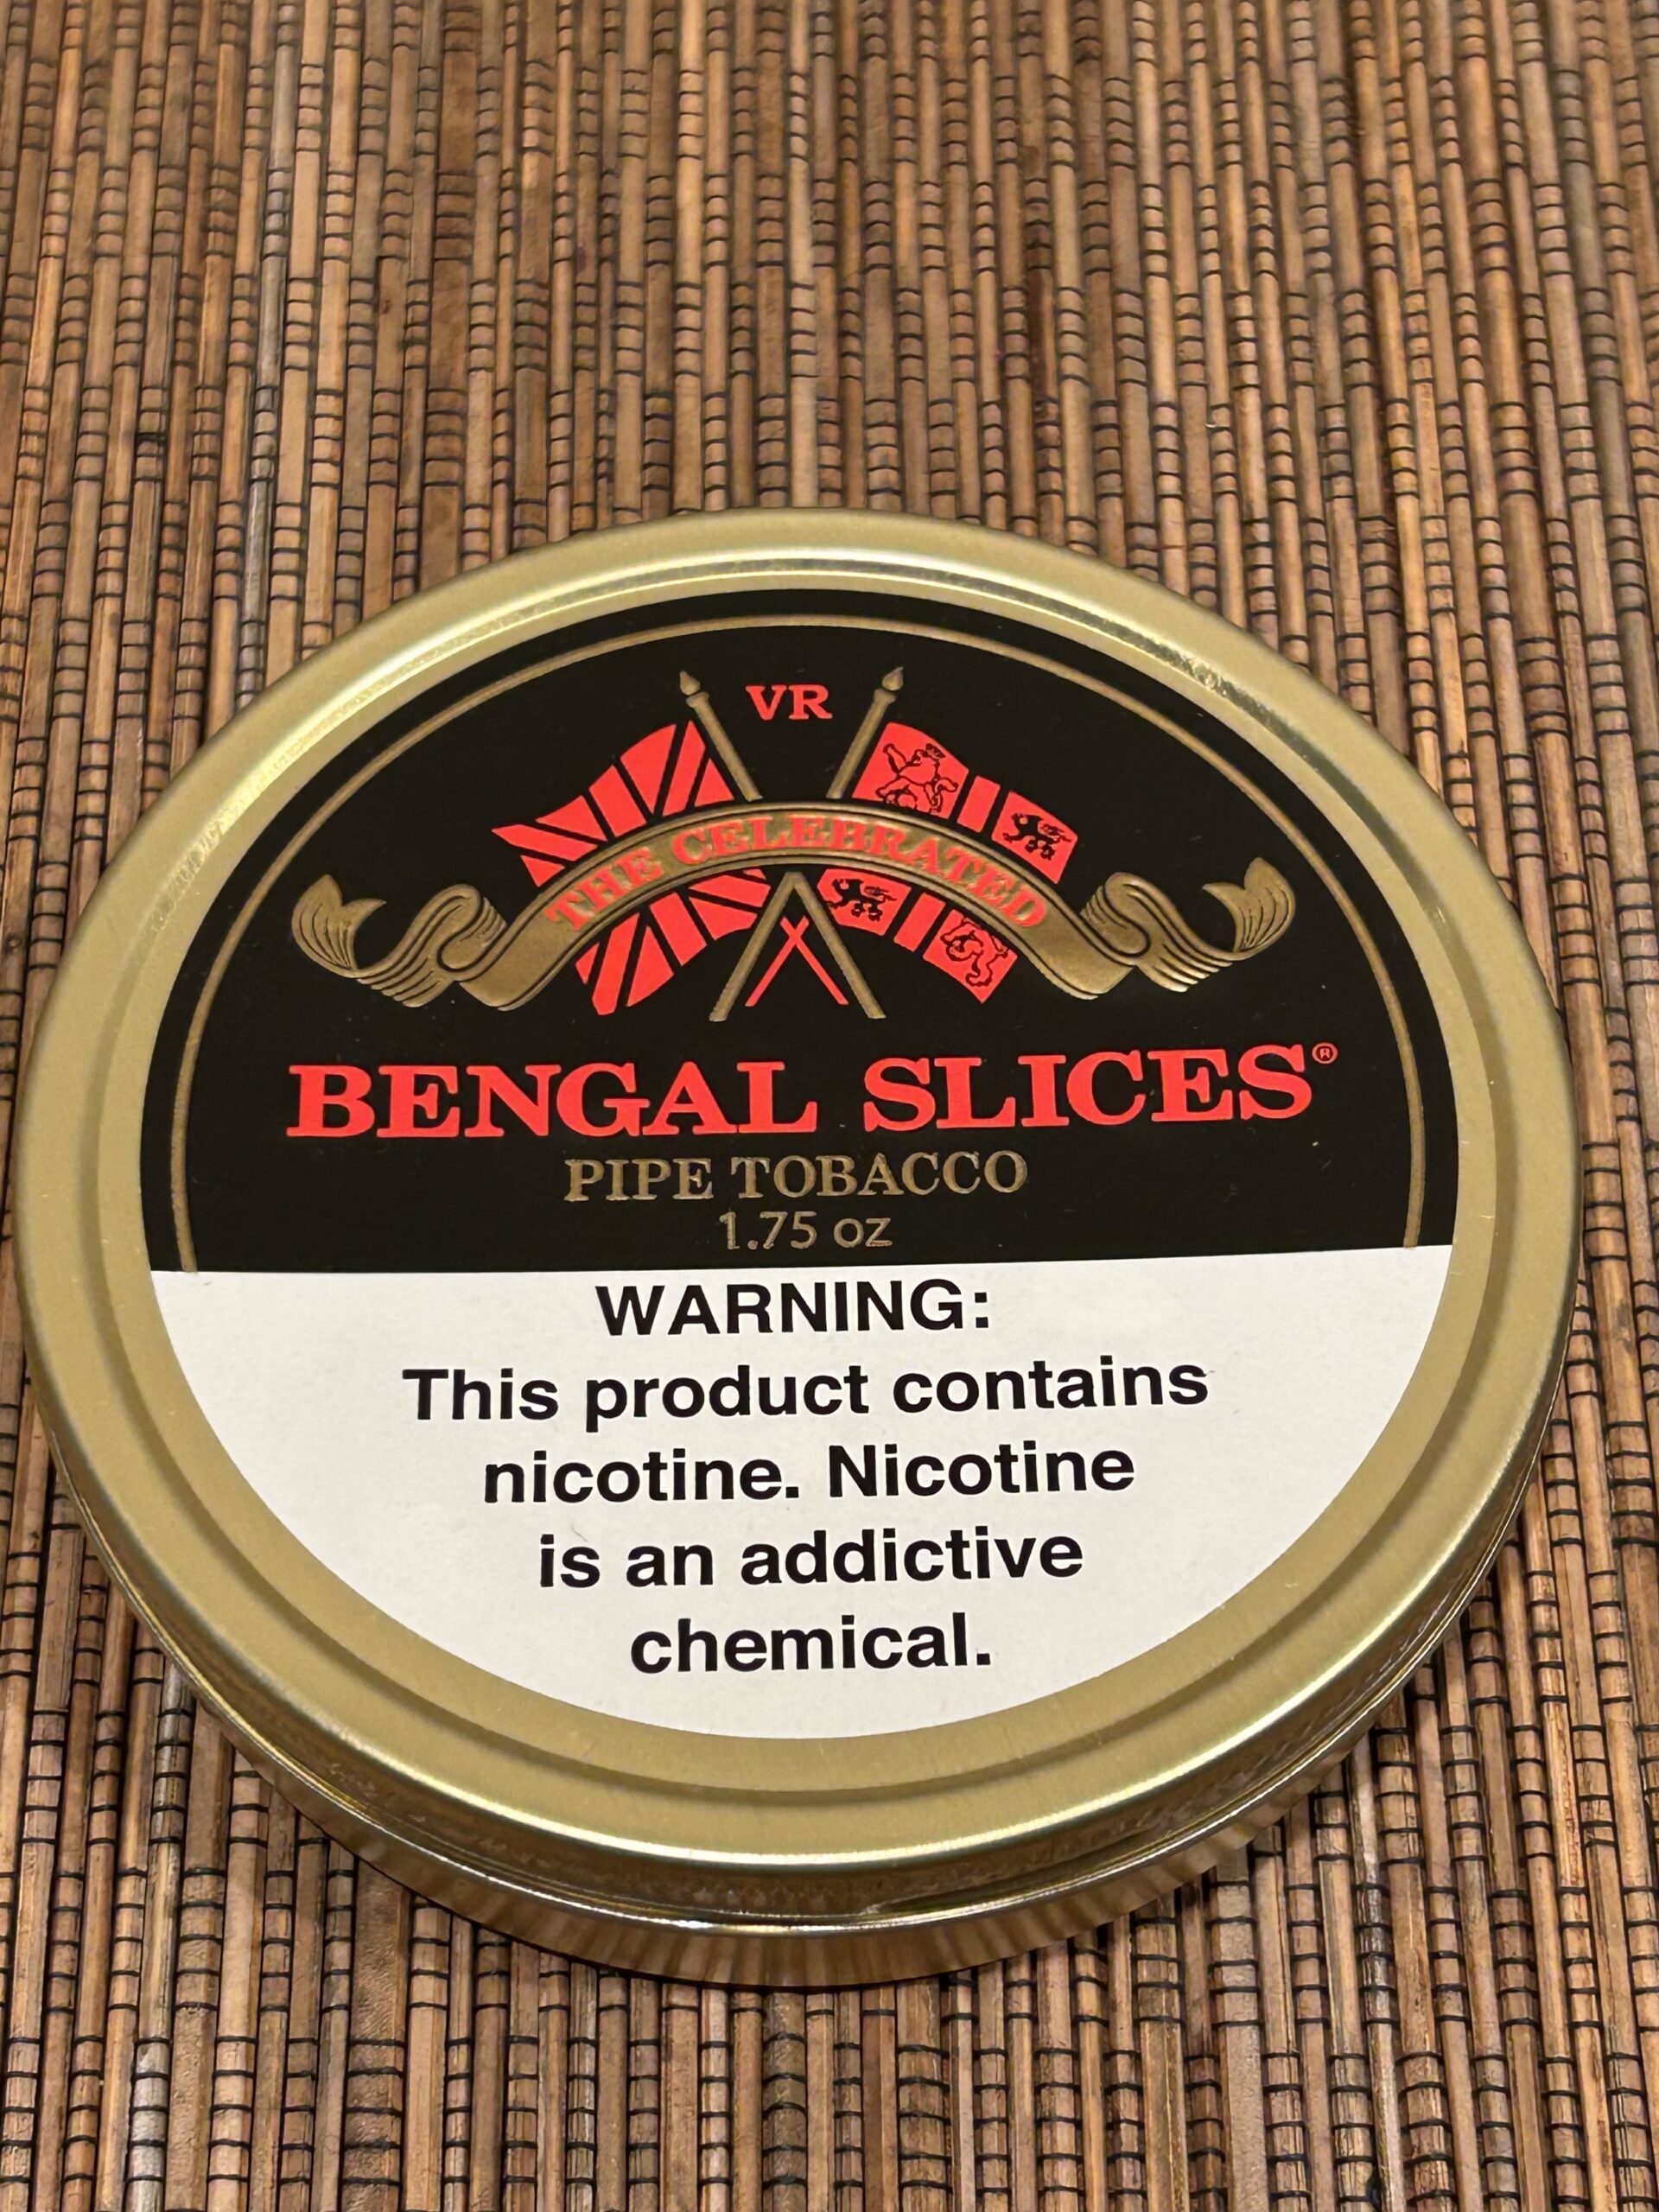 VR
THE CELEBRATED
BENGAL SLICES®
PIPE TOBACCO
1.75 oz
WARNING:
This product contains
nicotine. Nicotine
is an addictive
chemical.